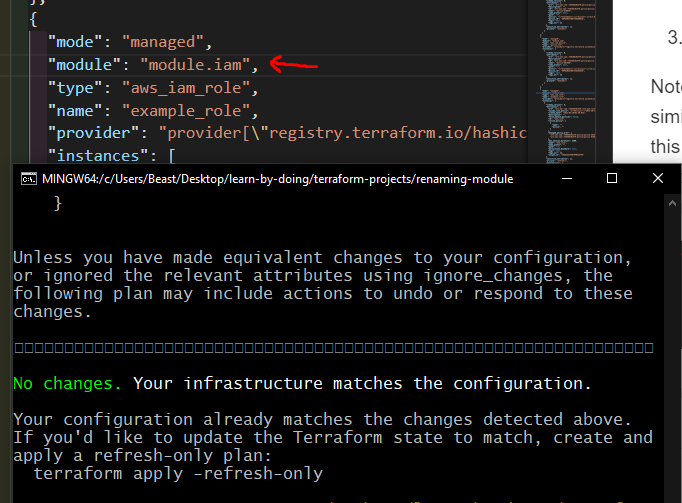 },
{
"mode": "managed",
"module": "module.iam",
"type": "aws_iam_role",
"name": "example_role",
"provider": "provider[\"registry.terraform.io/hashic
"instances": [
3.
Note
simi
this
MINGW64:/c/Users/Beast/Desktop/learn-by-doing/terraform-projects/renaming-module
}
Unless you have made equivalent changes to your configuration,
or ignored the relevant attributes using ignore_changes, the
following plan may include actions to undo or respond to these
changes.
No changes. Your infrastructure matches the configuration.
Your configuration already matches the changes detected above.
If you'd like to update the Terraform state to match, create and
apply a refresh-only plan:
terraform apply -refresh-only